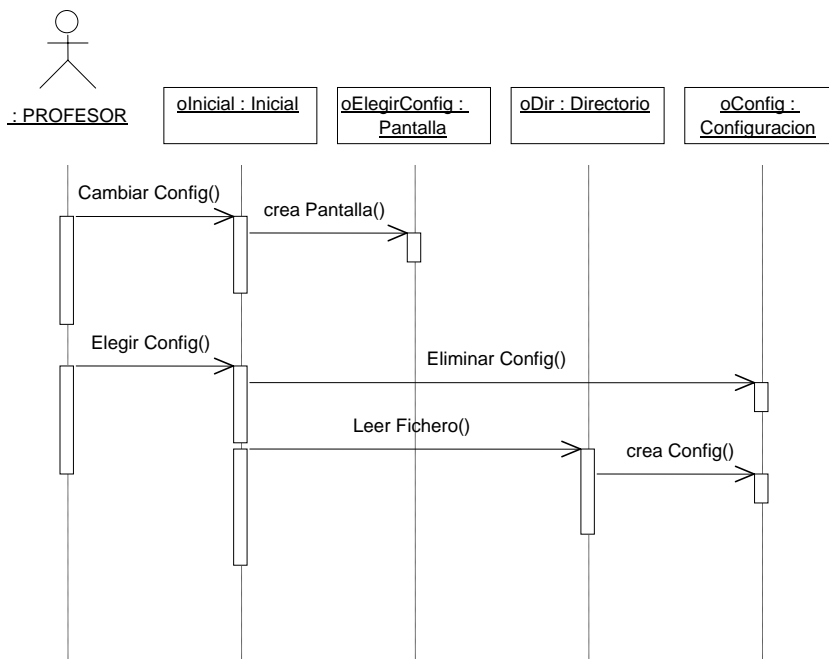 : PROFESOR
oInicial : Inicial
oElegirConfig :
Pantalla
oDir : Directorio
oConfig :
Configuracion
Cambiar Config()
crea Pantalla()
Elegir Config()
Eliminar Config()
Leer Fichero()
crea Config()